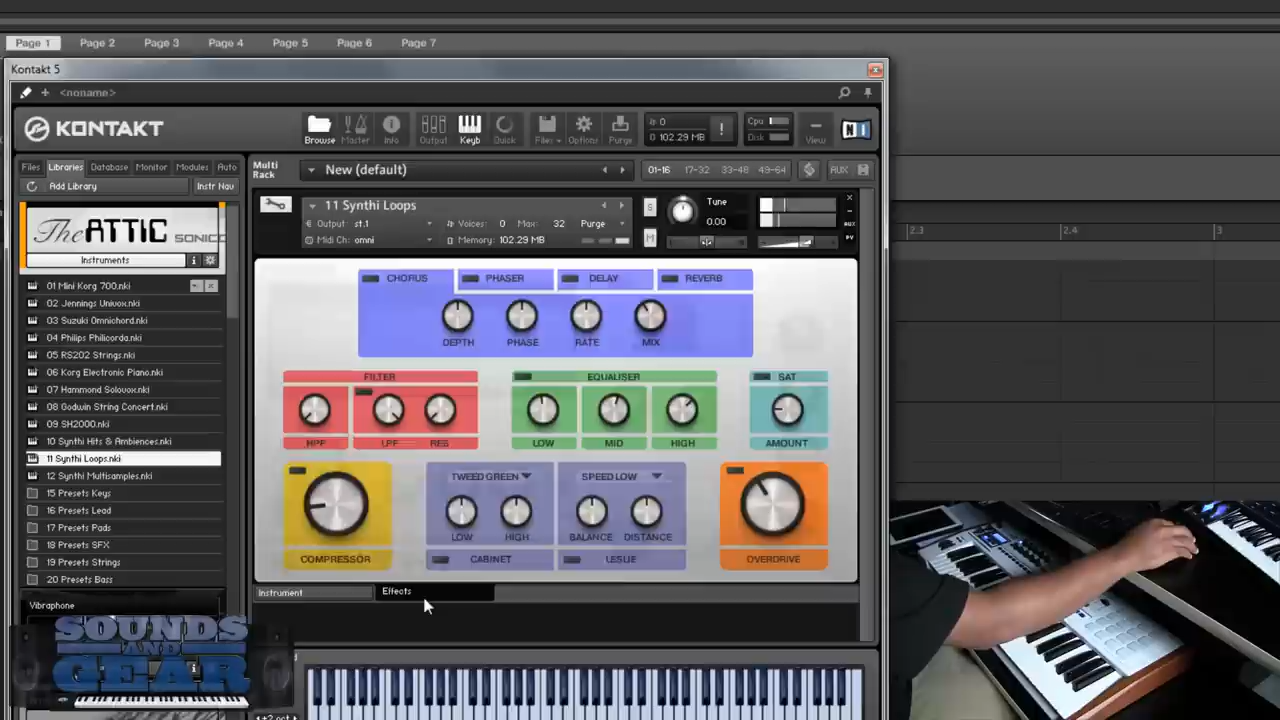 Page 1 Page 2 Page 3 Page 4 Page 5 Page 6 Page 7
Kontakt 5
<noname>
KONTAKT
Browse Master Info Output Keyb Quick Files Options Purge View
0
102.29 MB
!
Cpu
Disk
NI
Files Libraries Database Monitor Modules Auto
Add Library Instr Nav
The ATTIC SONICO
Instruments i
01 Mini Korg 700.nki
02 Jennings Univox.nki
03 Suzuki Omnichord.nki
04 Philips Philicorda.nki
05 RS202 Strings.nki
06 Korg Electronic Piano.nki
07 Hammond Solovox.nki
08 Godwin String Concert.nki
09 SH2000.nki
10 Synthi Hits & Ambiences.nki
11 Synthi Loops.nki
12 Synthi Multisamples.nki
15 Presets Keys
16 Presets Lead
17 Presets Pads
18 Presets SFX
19 Presets Strings
20 Presets Bass
Vibraphone
SOUNDS
AND
GEAR
Multi
Rack
New (default)
01-16 17-32 33-48 49-64 AUX
11 Synthi Loops
Output: st.1 Voices: 0 Max: 32 Purge
Midi Ch: omni Memory: 102.29 MB
S
M
Tune
0.00
AUX
PV
CHORUS PHASER DELAY REVERB
DEPTH PHASE RATE MIX
FILTER EQUALISER SAT
HPF LPF RES LOW MID HIGH AMOUNT
TWEED GREEN SPEED LOW
LOW HIGH BALANCE DISTANCE
COMPRESSOR CABINET LESLIE OVERDRIVE
Instrument Effects
2.3 2.4 3